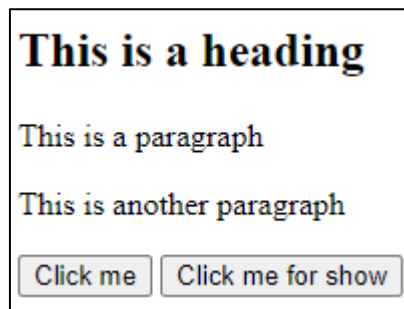 This is a heading
This is a paragraph
This is another paragraph
Click me Click me for show